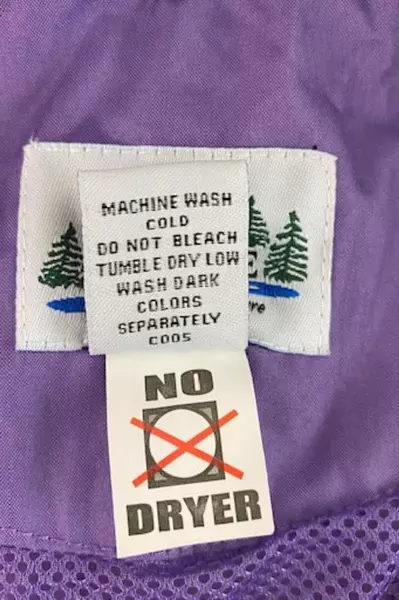 MACHINE WASH
COLD
DO NOT BLEACH
TUMBLE DRY LOW
WASH DARK
COLORS
SEPARATELY
C005
NO
DRYER